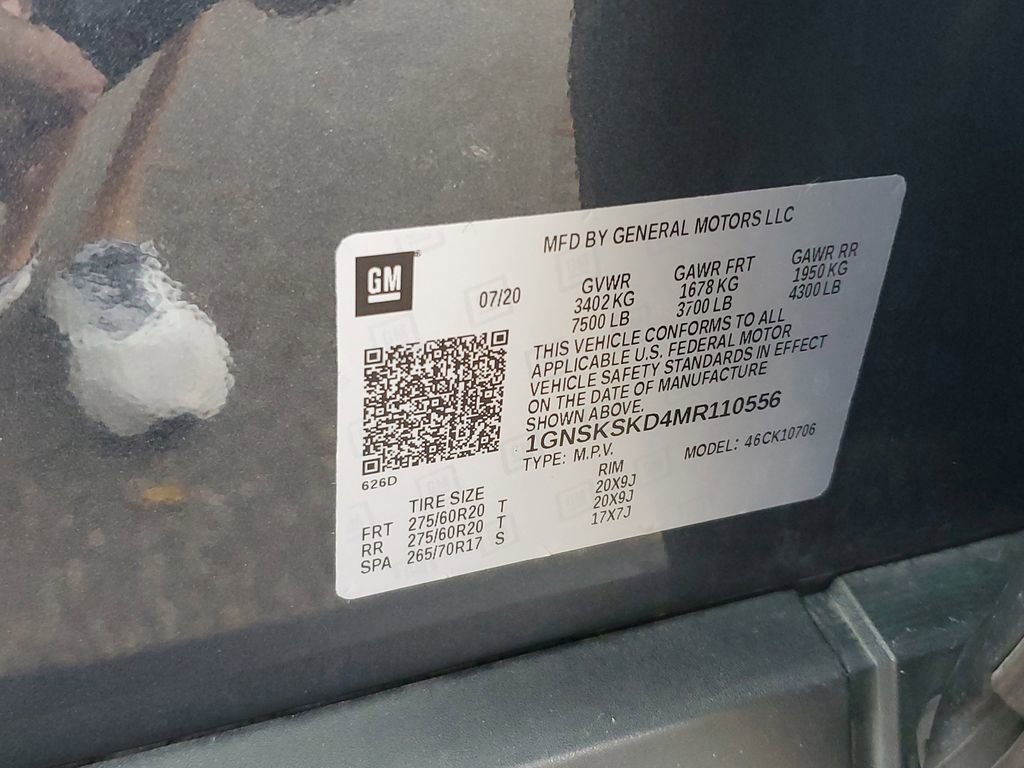 MFD BY GENERAL MOTORS LLC
GM
07/20
GVWR
3402 KG
7500 LB
GAWR FRT
1678 KG
3700 LB
GAWR RR
1950 KG
4300 LB
THIS VEHICLE CONFORMS TO ALL
APPLICABLE U.S. FEDERAL MOTOR
VEHICLE SAFETY STANDARDS IN EFFECT
ON THE DATE OF MANUFACTURE
SHOWN ABOVE.
1GNSKSKD4MR110556
TYPE: M.P.V. MODEL: 46CK10706
626D
TIRE SIZE RIM
FRT 275/60R20 T 20X9J
RR 275/60R20 T 20X9J
SPA 265/70R17 S 17X7J